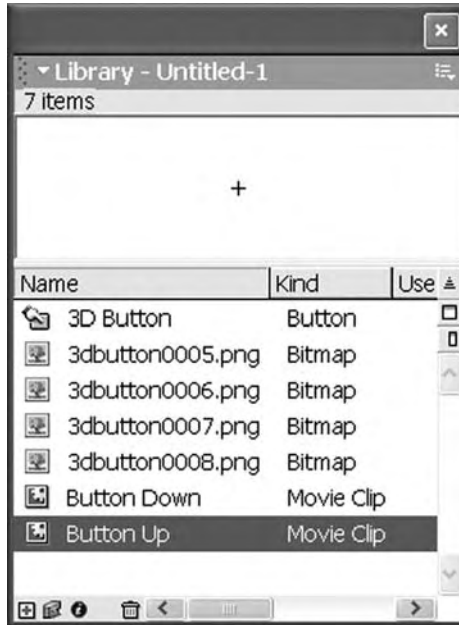 Library - Untitled-1
7 items
Name Kind Use
3D Button Button
3dbutton0005.png Bitmap
3dbutton0006.png Bitmap
3dbutton0007.png Bitmap
3dbutton0008.png Bitmap
Button Down Movie Clip
Button Up Movie Clip